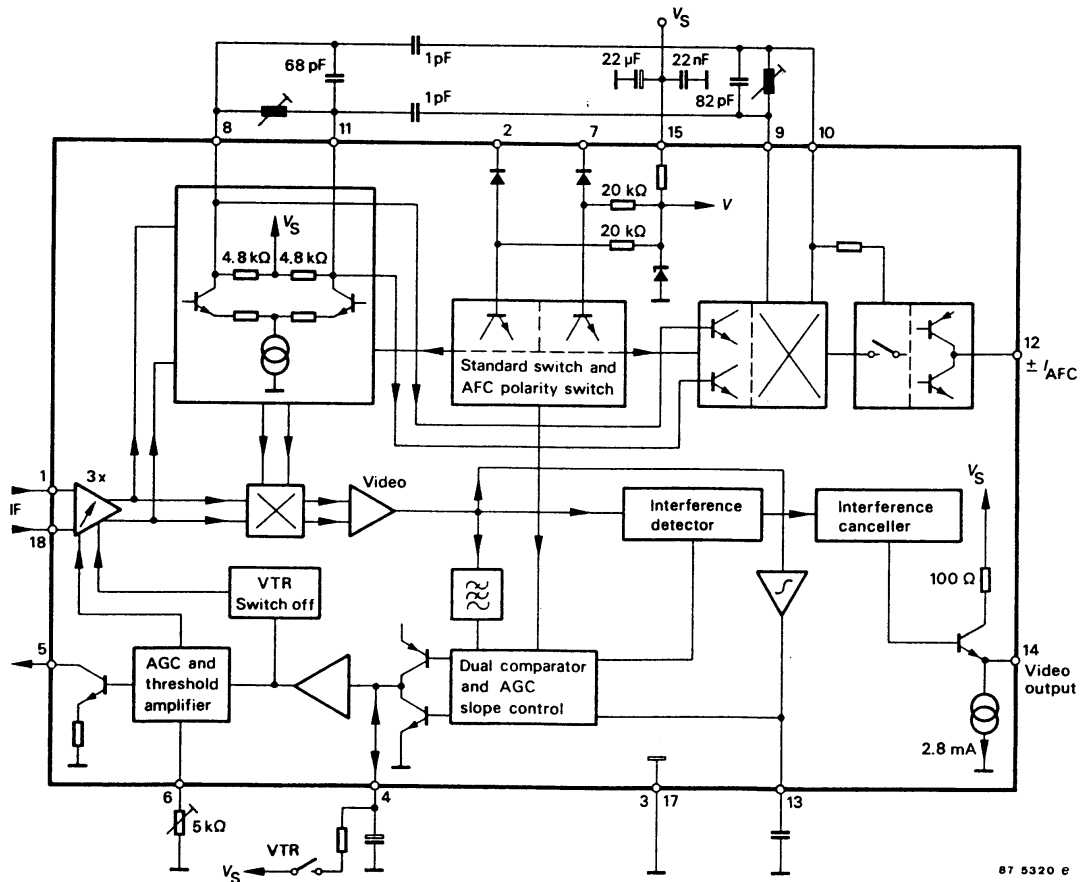 V_S
22 µF
22 nF
1 pF
68 pF
82 pF
1 pF
8
11
2
7
15
9
10
20 kΩ
V
V_S
20 kΩ
4.8 kΩ
4.8 kΩ
Standard switch and
AFC polarity switch
12
± I_AFC
1
3x
IF
18
Video
Interference
detector
Interference
canceller
V_S
100 Ω
VTR
Switch off
5
AGC and
threshold
amplifier
Dual comparator
and AGC
slope control
14
Video
output
2.8 mA
6
4
3
17
13
5 kΩ
VTR
V_S
87 5320 e